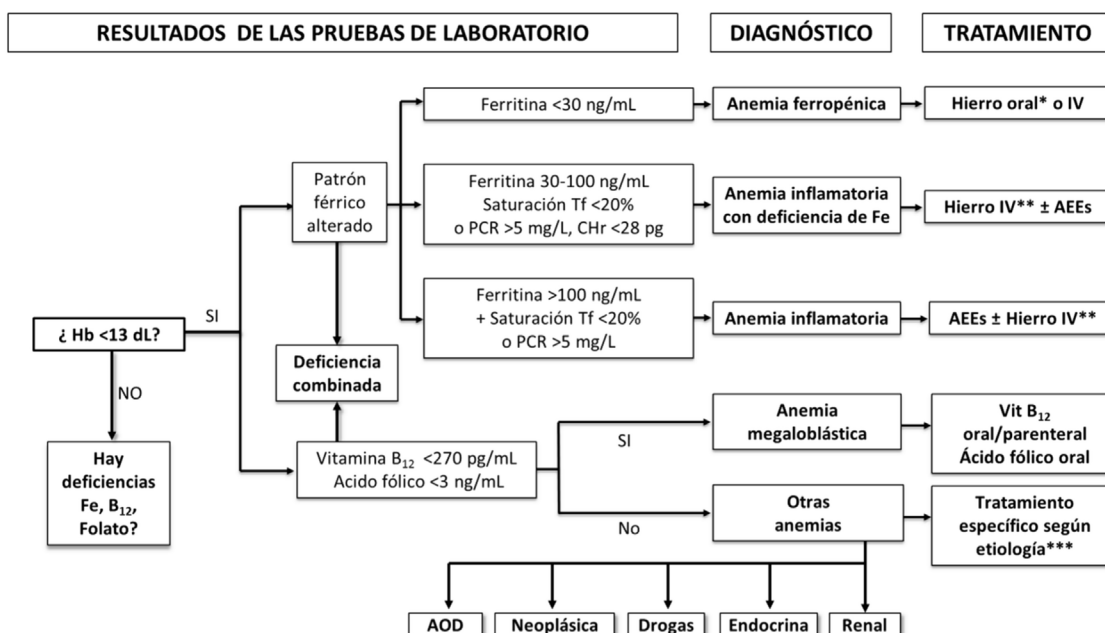 RESULTADOS DE LAS PRUEBAS DE LABORATORIO
DIAGNÓSTICO
TRATAMIENTO
Ferritina <30 ng/mL
Anemia ferropénica
Hierro oral* o IV
Patrón
férrico
alterado
Ferritina 30-100 ng/mL
Saturación Tf <20%
o PCR >5 mg/L, CHr <28 pg
Anemia inflamatoria
con deficiencia de Fe
Hierro IV** ± AEEs
Ferritina >100 ng/mL
+ Saturación Tf <20%
o PCR >5 mg/L
Anemia inflamatoria
AEEs ± Hierro IV**
¿ Hb <13 dL?
SI
NO
Hay
deficiencias
Fe, B12,
Folato?
Deficiencia
combinada
Vitamina B12 <270 pg/mL
Acido fólico <3 ng/mL
SI
Anemia
megaloblástica
Vit B12
oral/parenteral
Ácido fólico oral
No
Otras
anemias
Tratamiento
específico según
etiología***
AOD
Neoplásica
Drogas
Endocrina
Renal